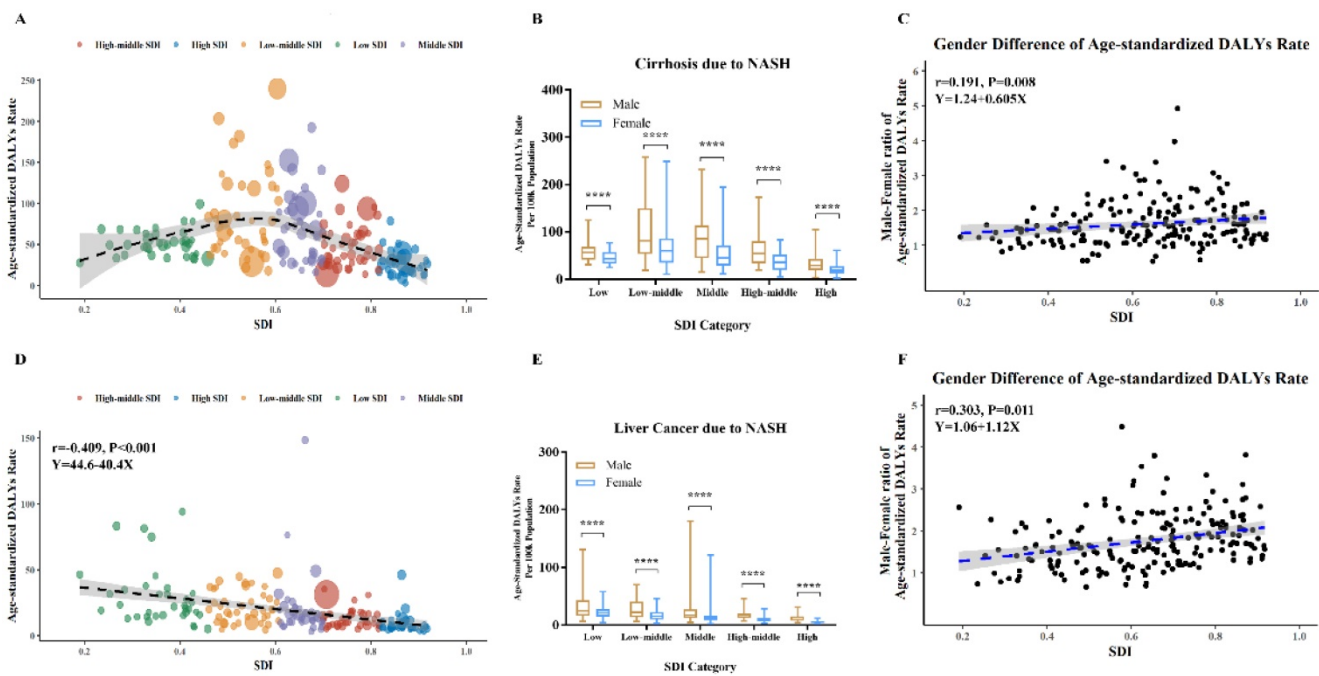 A
High-middle SDI High SDI Low-middle SDI Low SDI Middle SDI
Age-standardized DALYs Rate
250
200
150
100
50
0
0.2 0.4 0.6 0.8 1.0
SDI
B
Cirrhosis due to NASH
Age-Standardized DALYs Rate
Per 100k Population
400
300
200
100
0
Male
Female
**** **** **** **** ****
Low Low-middle Middle High-middle High
SDI Category
C
Gender Difference of Age-standardized DALYs Rate
r=0.191, P=0.008
Y=1.24+0.605X
Male-Female ratio of
Age-standardized DALYs Rate
6
5
4
3
2
1
0.2 0.4 0.6 0.8 1.0
SDI
D
High-middle SDI High SDI Low-middle SDI Low SDI Middle SDI
r=-0.409, P<0.001
Y=44.6-40.4X
Age-standardized DALYs Rate
150
100
50
0
0.2 0.4 0.6 0.8 1.0
SDI
E
Liver Cancer due to NASH
Age-Standardized DALYs Rate
Per 100k Population
300
200
100
0
Male
Female
**** **** **** **** ****
Low Low-middle Middle High-middle High
SDI Category
F
Gender Difference of Age-standardized DALYs Rate
r=0.303, P=0.011
Y=1.06+1.12X
Male-Female ratio of
Age-standardized DALYs Rate
5
4
3
2
1
0.2 0.4 0.6 0.8 1.0
SDI